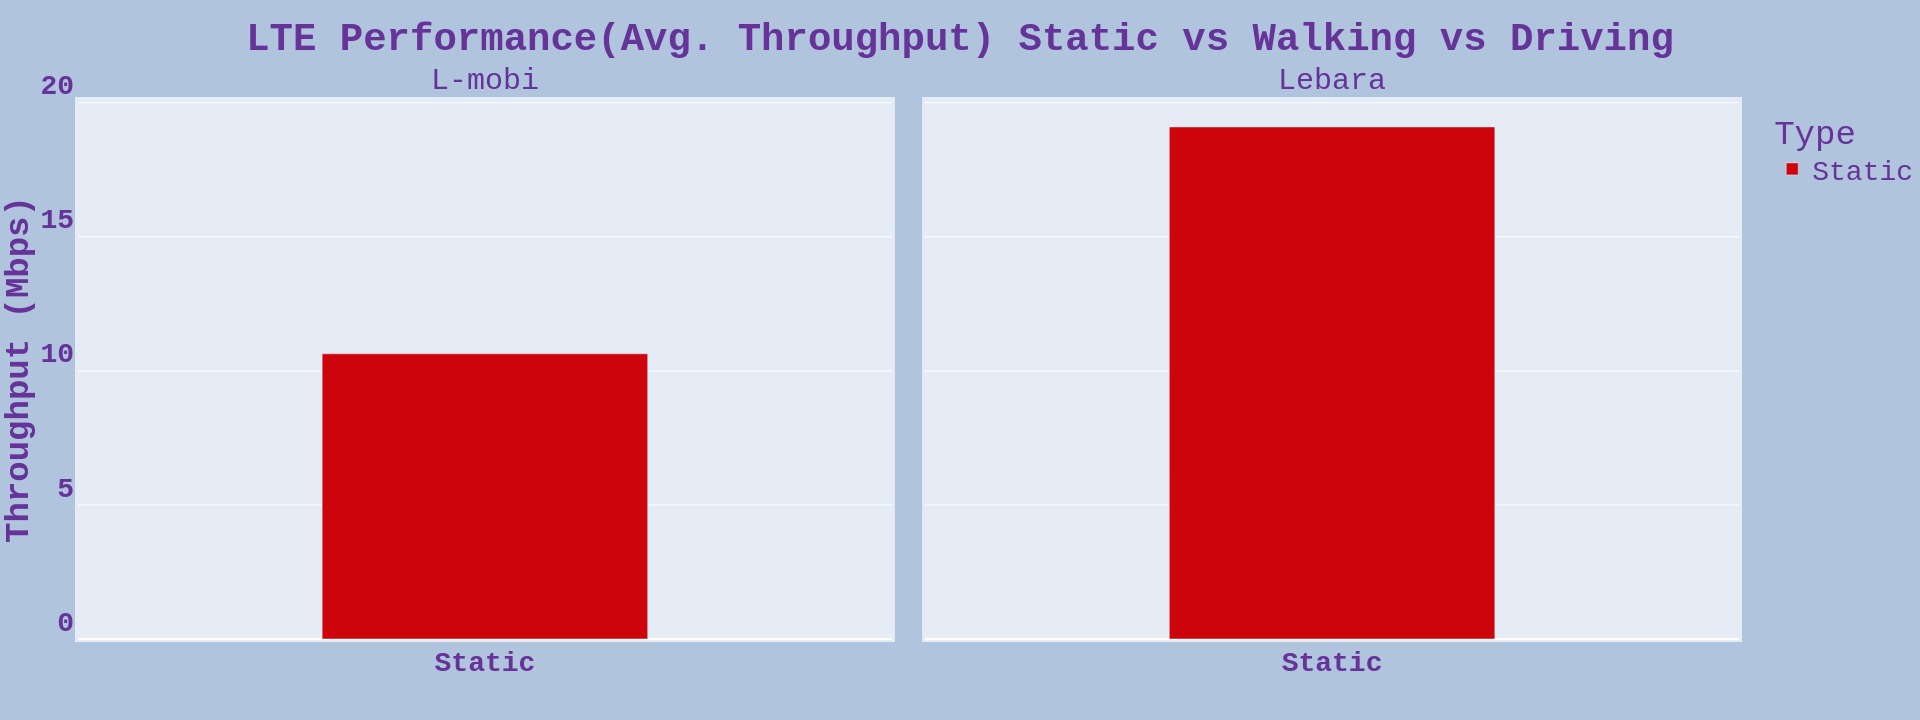 LTE Performance(Avg. Throughput) Static vs Walking vs Driving
L-mobi
Lebara
Throughput (Mbps)
20
15
10
5
0
Static
Static
Type
Static